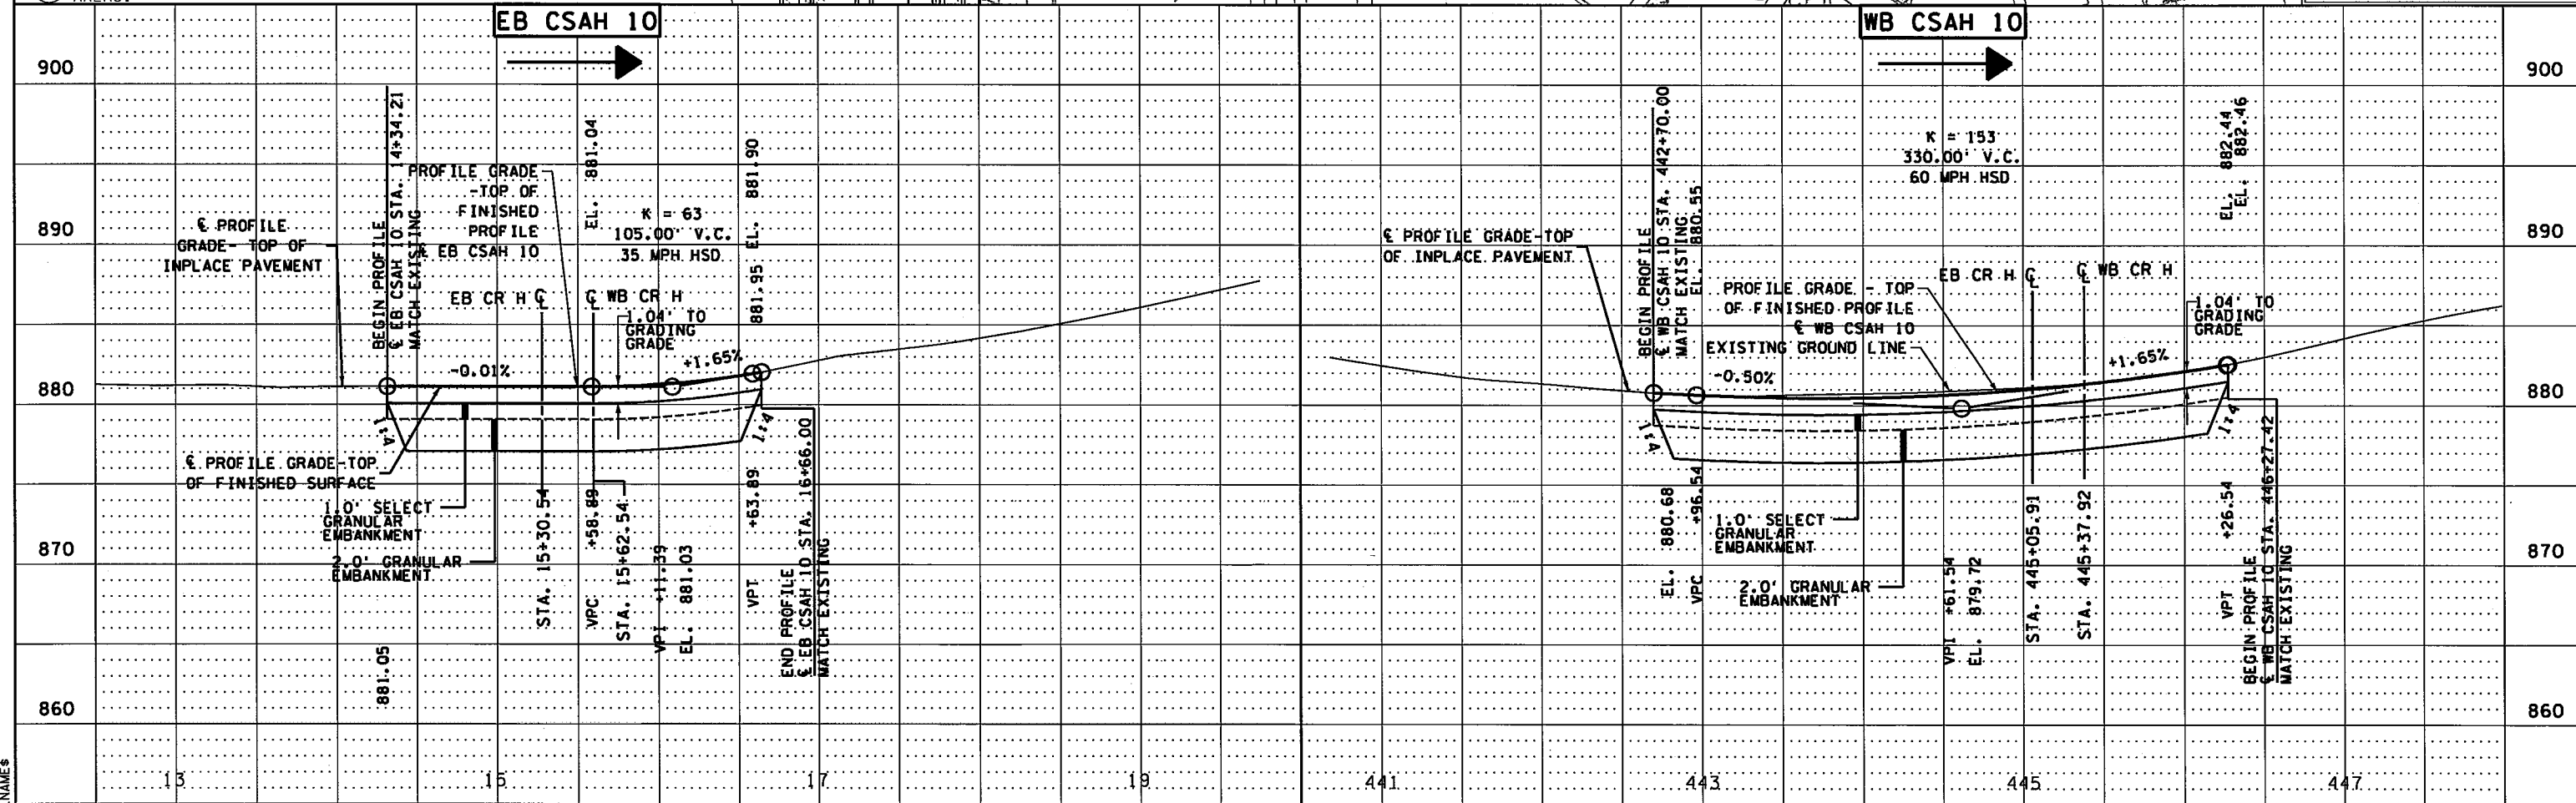 AREAS.
EB CSAH 10
WB CSAH 10
900
900
890
890
880
880
870
870
860
860
℄ PROFILE
GRADE- TOP OF
INPLACE PAVEMENT
BEGIN PROFILE
℄ EB CSAH 10 STA. 14+34.21
MATCH EXISTING
PROFILE GRADE
-TOP OF
FINISHED
PROFILE
℄ EB CSAH 10
EL. 881.04
K = 63
105.00' V.C.
35 MPH HSD
881.95 EL. 881.90
EB CR H ℄
℄ WB CR H
1.04' TO
GRADING
GRADE
-0.01%
+1.65%
1:4
1:4
℄ PROFILE GRADE-TOP
OF FINISHED SURFACE
1.0' SELECT
GRANULAR
EMBANKMENT
2.0' GRANULAR
EMBANKMENT
881.05
STA. 15+30.54
VPC +58.89
STA. 15+62.54
VPI +11.39
EL. 881.03
VPT +63.89
END PROFILE
℄ EB CSAH 10 STA. 16+66.00
MATCH EXISTING
℄ PROFILE GRADE-TOP
OF INPLACE PAVEMENT
BEGIN PROFILE
℄ WB CSAH 10 STA. 442+70.00
MATCH EXISTING
EL. 880.55
K = 153
330.00' V.C.
60 MPH HSD
EL. 882.44
EL. 882.46
PROFILE GRADE - TOP
OF FINISHED PROFILE
℄ WB CSAH 10
EXISTING GROUND LINE
EB CR H ℄
℄ WB CR H
1.04' TO
GRADING
GRADE
-0.50%
+1.65%
1:4
1:4
1.0' SELECT
GRANULAR
EMBANKMENT
2.0' GRANULAR
EMBANKMENT
EL. 880.68
VPC +96.54
VPI +61.54
EL. 879.72
STA. 445+05.91
STA. 445+37.92
VPT +26.54
BEGIN PROFILE
℄ WB CSAH 10 STA. 446+27.42
MATCH EXISTING
13
15
17
19
441
443
445
447